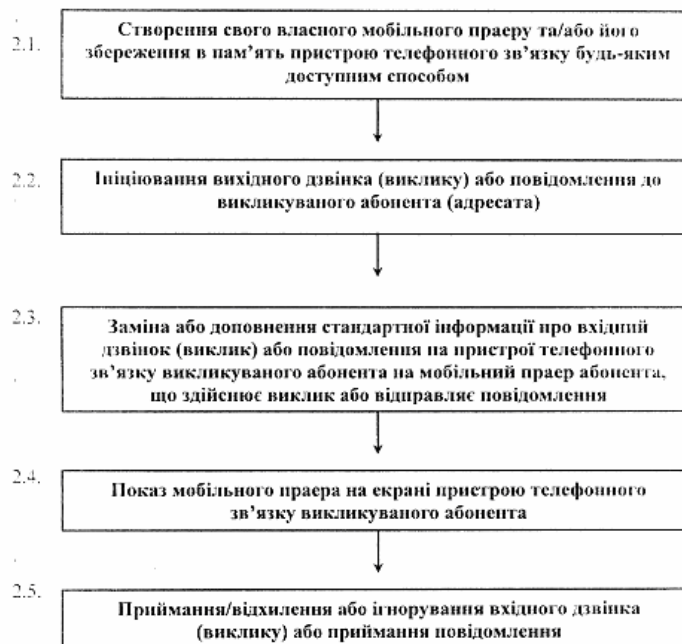 2.1.
Створення свого власного мобільного праеру та/або його
збереження в пам’ять пристрою телефонного зв’язку будь-яким
доступним способом
2.2.
Ініціювання вихідного дзвінка (виклику) або повідомлення до
викликуваного абонента (адресата)
2.3.
Заміна або доповнення стандартної інформації про вхідний
дзвінок (виклик) або повідомлення на пристрої телефонного
зв’язку викликуваного абонента на мобільний праер абонента,
що здійснює виклик або відправляє повідомлення
2.4.
Показ мобільного праера на екрані пристрою телефонного
зв’язку викликуваного абонента
2.5.
Приймання/відхилення або ігнорування вхідного дзвінка
(виклику) або приймання повідомлення